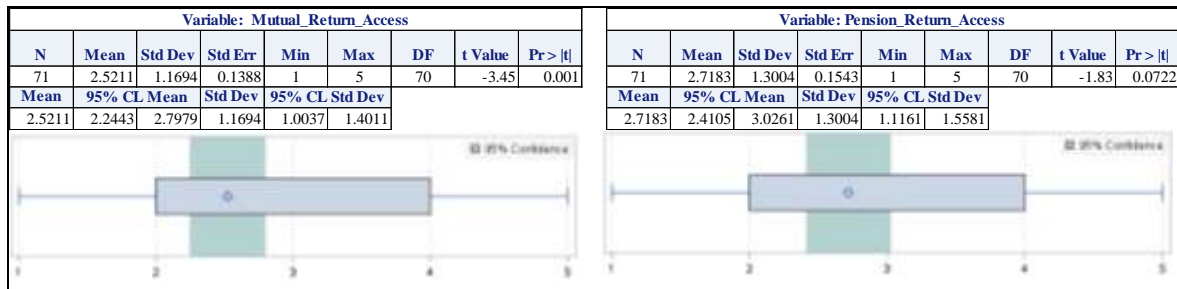 Variable: Mutual_Return_Access
N Mean Std Dev Std Err Min Max DF t Value Pr > |t|
71 2.5211 1.1694 0.1388 1 5 70 -3.45 0.001
Mean 95% CL Mean Std Dev 95% CL Std Dev
2.5211 2.2443 2.7979 1.1694 1.0037 1.4011
95% Confidence
1 2 3 4 5
Variable: Pension_Return_Access
N Mean Std Dev Std Err Min Max DF t Value Pr > |t|
71 2.7183 1.3004 0.1543 1 5 70 -1.83 0.0722
Mean 95% CL Mean Std Dev 95% CL Std Dev
2.7183 2.4105 3.0261 1.3004 1.1161 1.5581
95% Confidence
1 2 3 4 5